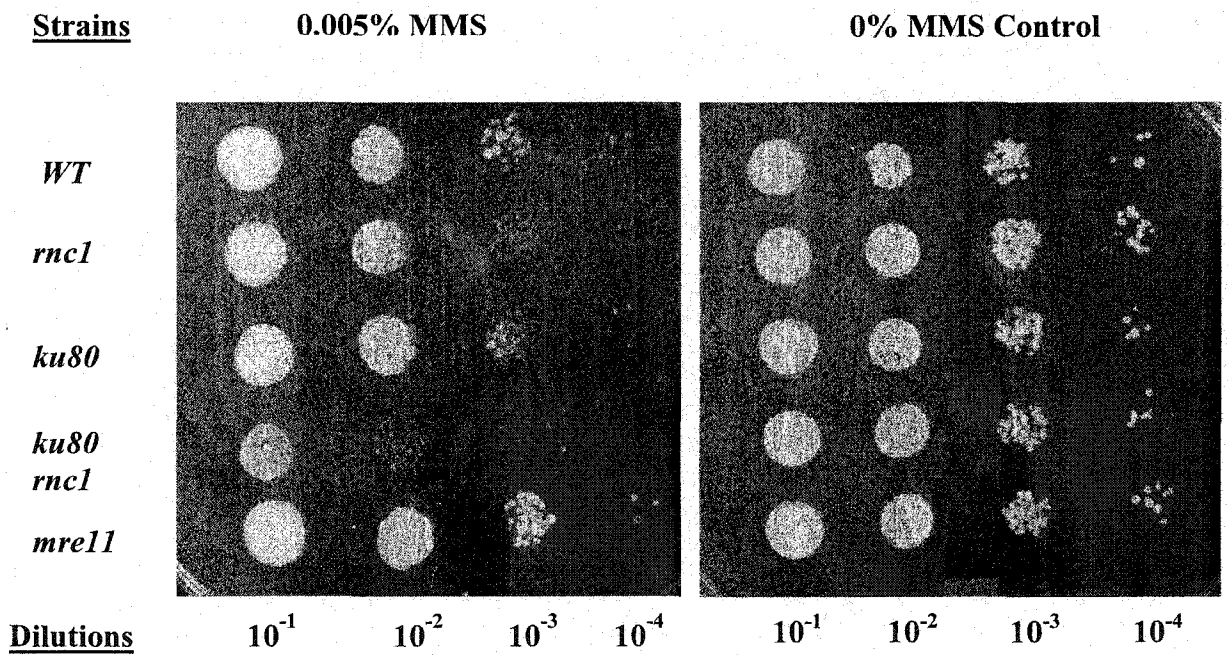 Strains 0.005% MMS 0% MMS Control
WT
rnc1
ku80
ku80
rnc1
mre11
Dilutions 10⁻¹ 10⁻² 10⁻³ 10⁻⁴ 10⁻¹ 10⁻² 10⁻³ 10⁻⁴